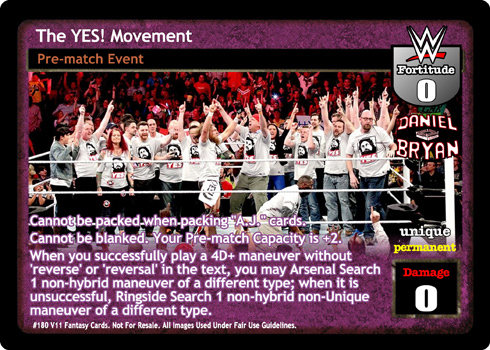 The YES! Movement
Pre-match Event
W
Fortitude
0
DANIEL
BRYAN
YES
unique
permanent
Cannot be packed when packing "A.J." cards.
Cannot be blanked. Your Pre-match Capacity is +2.
When you successfully play a 4D+ maneuver without
'reverse' or 'reversal' in the text, you may Arsenal Search
1 non-hybrid maneuver of a different type; when it is
unsuccessful, Ringside Search 1 non-hybrid non-Unique
maneuver of a different type.
Damage
0
#180 V11 Fantasy Cards. Not For Resale. All Images Used Under Fair Use Guidelines.